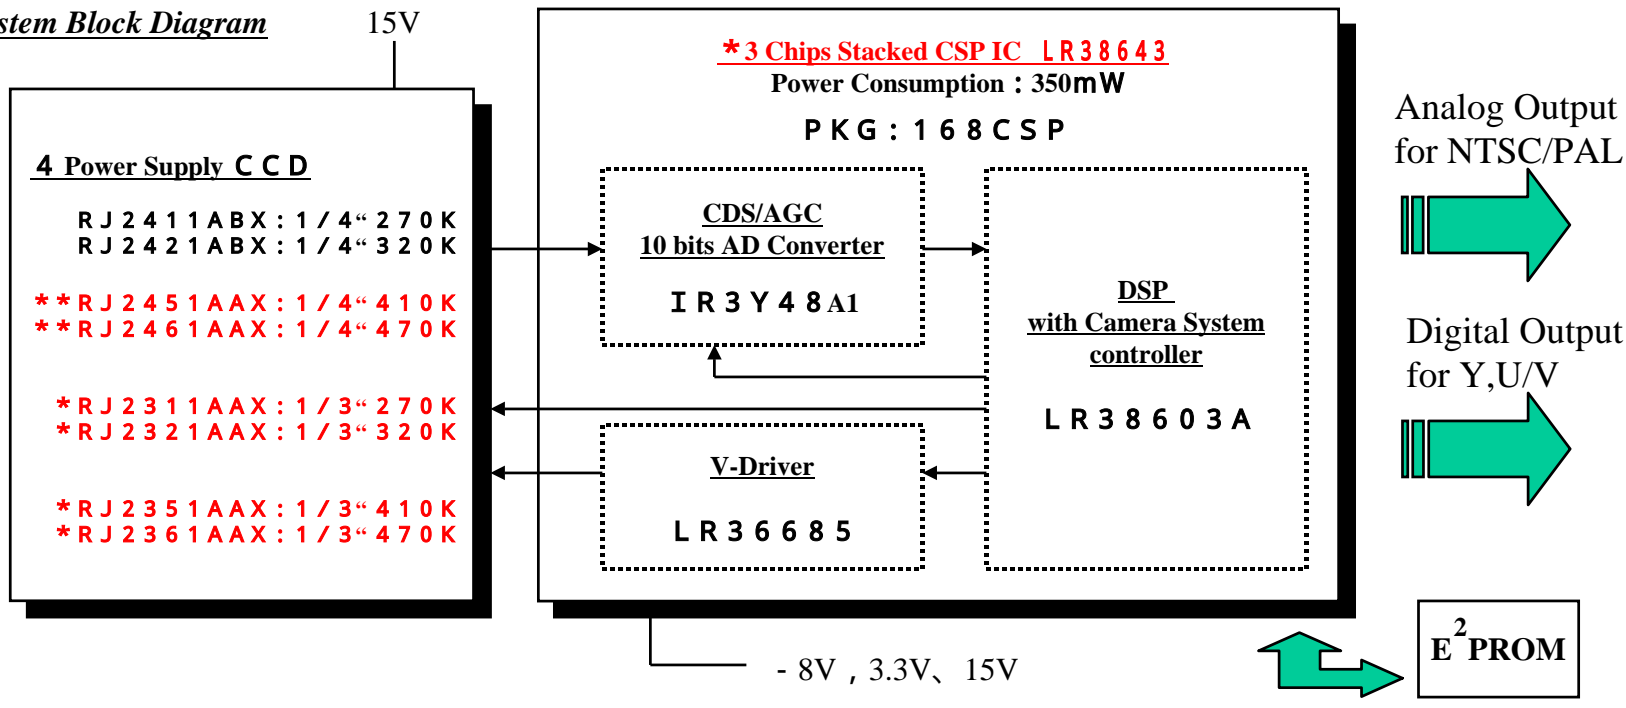 stem Block Diagram
15V
4 Power Supply CCD
RJ2411ABX:1/4“270K
RJ2421ABX:1/4“320K
**RJ2451AAX:1/4“410K
**RJ2461AAX:1/4“470K
*RJ2311AAX:1/3“270K
*RJ2321AAX:1/3“320K
*RJ2351AAX:1/3“410K
*RJ2361AAX:1/3“470K
*3 Chips Stacked CSP IC LR38643
Power Consumption:350mW
PKG:168CSP
CDS/AGC
10 bits AD Converter
IR3Y48A1
V-Driver
LR36685
DSP
with Camera System
controller
LR38603A
- 8V , 3.3V、15V
Analog Output
for NTSC/PAL
Digital Output
for Y,U/V
E²PROM